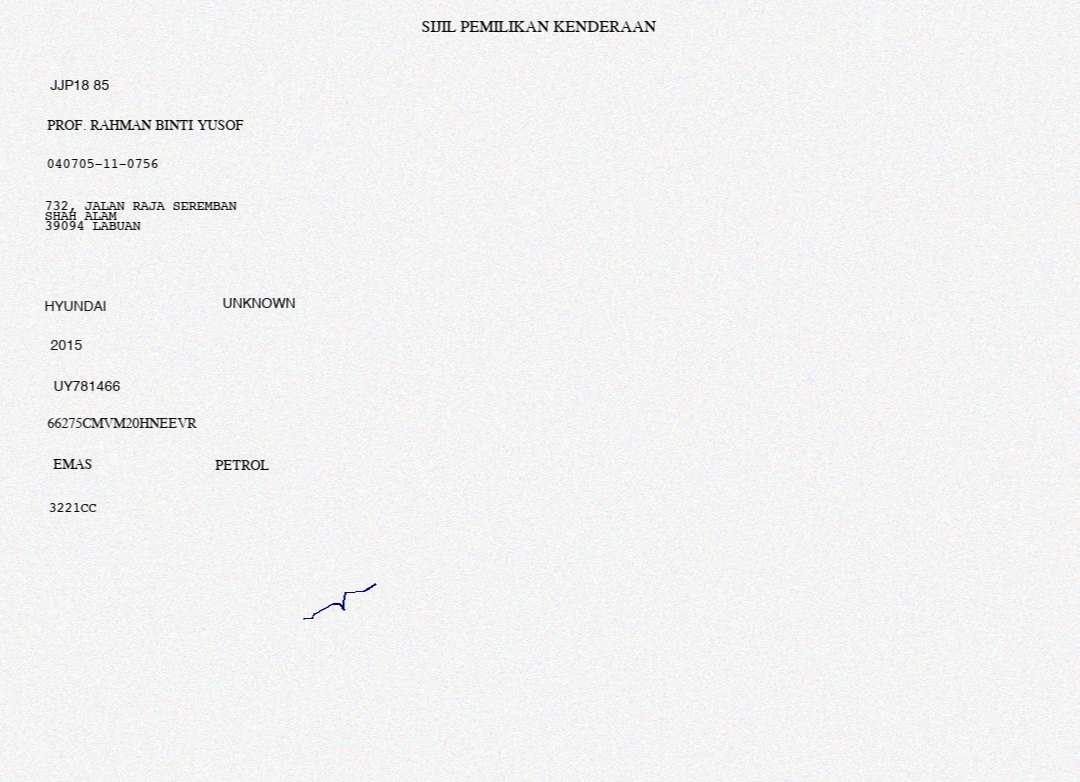 SIJIL PEMILIKAN KENDERAAN
JJP18 85
PROF. RAHMAN BINTI YUSOF
040705-11-0756
732, JALAN RAJA SEREMBAN
SHAH ALAM
39094 LABUAN
HYUNDAI UNKNOWN
2015
UY781466
66275CMVM20HNEEVR
EMAS PETROL
3221CC